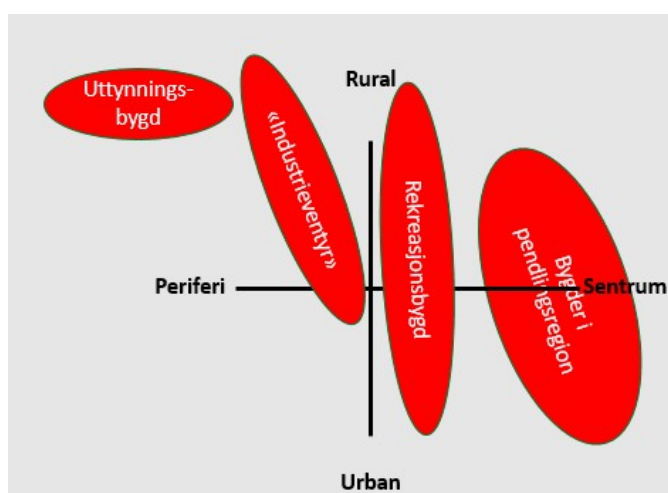 Rural
Uttynnings-
bygd
«Industrieventyr»
Rekreasjonsbygd
Bygder i
pendlingsregion
Periferi
Sentrum
Urban